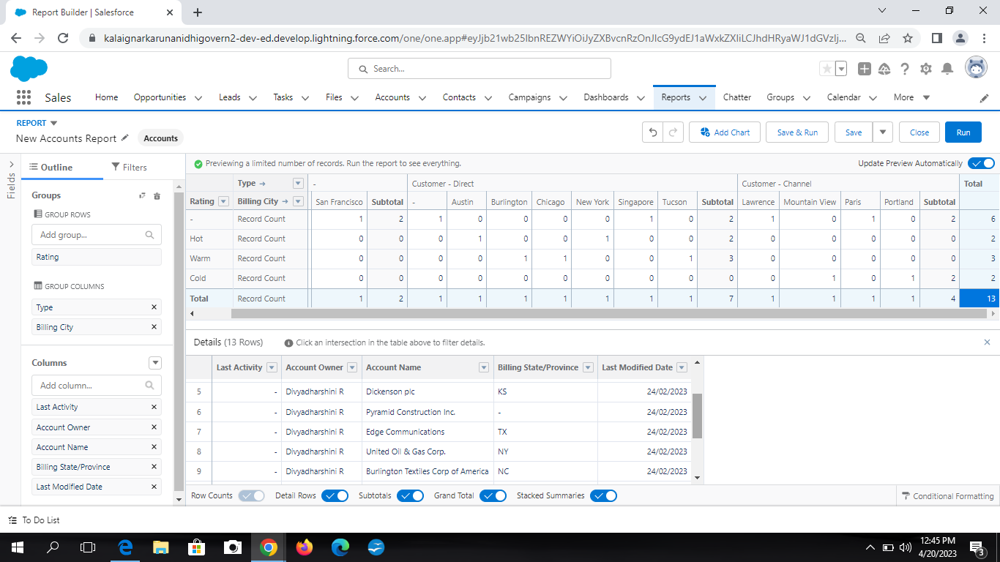 Report Builder | Salesforce
kalaignarkarunanidhigovern2-dev-ed.develop.lightning.force.com/one/one.app#eyJjb21wb25lbnREZWYiOiJyZXBvcnRzOnJlcG9ydEJ1aWxkZXIiLCJhdHRyaWJ1dGVzIj...
Search...
Sales Home Opportunities Leads Tasks Files Accounts Contacts Campaigns Dashboards Reports Chatter Groups Calendar More
REPORT
New Accounts Report Accounts
Add Chart Save & Run Save Close Run
Fields
Outline Filters
Previewing a limited number of records. Run the report to see everything. Update Preview Automatically
Groups
GROUP ROWS
Add group...
Rating
GROUP COLUMNS
Type
Billing City
Columns
Add column...
Last Activity
Account Owner
Account Name
Billing State/Province
Last Modified Date
Type → - Customer - Direct Customer - Channel Total
Rating Billing City → San Francisco Subtotal - Austin Burlington Chicago New York Singapore Tucson Subtotal Lawrence Mountain View Paris Portland Subtotal
- Record Count 1 2 1 0 0 0 0 1 0 2 1 0 1 0 2 6
Hot Record Count 0 0 0 1 0 0 1 0 0 2 0 0 0 0 0 2
Warm Record Count 0 0 0 0 1 1 0 0 1 3 0 0 0 0 0 3
Cold Record Count 0 0 0 0 0 0 0 0 0 0 0 1 0 1 2 2
Total Record Count 1 2 1 1 1 1 1 1 1 7 1 1 1 1 4 13
Details (13 Rows) Click an intersection in the table above to filter details.
Last Activity Account Owner Account Name Billing State/Province Last Modified Date
5 - Divyadharshini R Dickenson plc KS 24/02/2023
6 - Divyadharshini R Pyramid Construction Inc. - 24/02/2023
7 - Divyadharshini R Edge Communications TX 24/02/2023
8 - Divyadharshini R United Oil & Gas Corp. NY 24/02/2023
9 - Divyadharshini R Burlington Textiles Corp of America NC 24/02/2023
Row Counts Detail Rows Subtotals Grand Total Stacked Summaries Conditional Formatting
To Do List
12:45 PM
4/20/2023
3